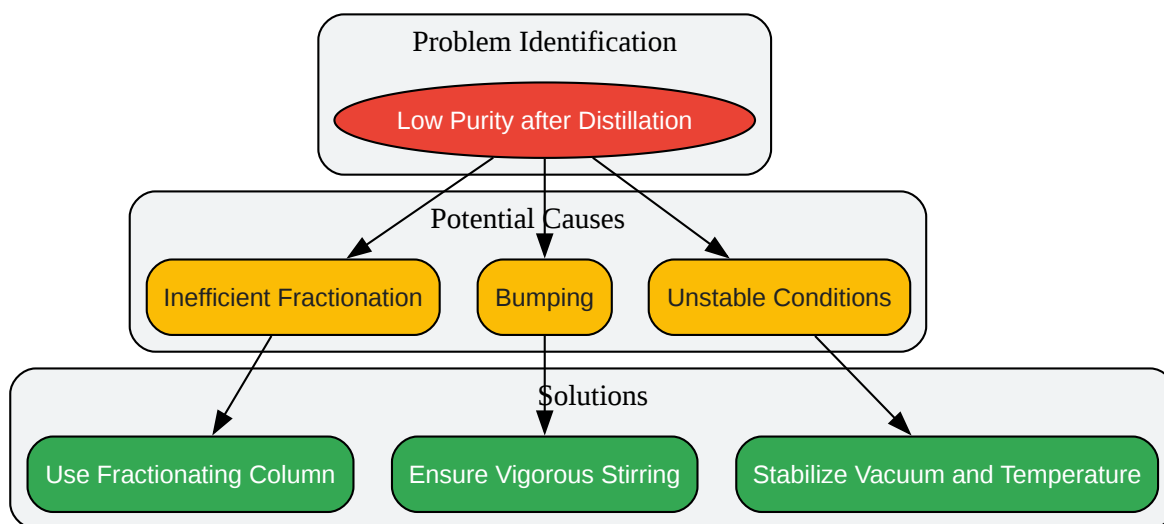 Problem Identification
Low Purity after Distillation
Potential Causes
Inefficient Fractionation
Bumping
Unstable Conditions
Solutions
Use Fractionating Column
Ensure Vigorous Stirring
Stabilize Vacuum and Temperature